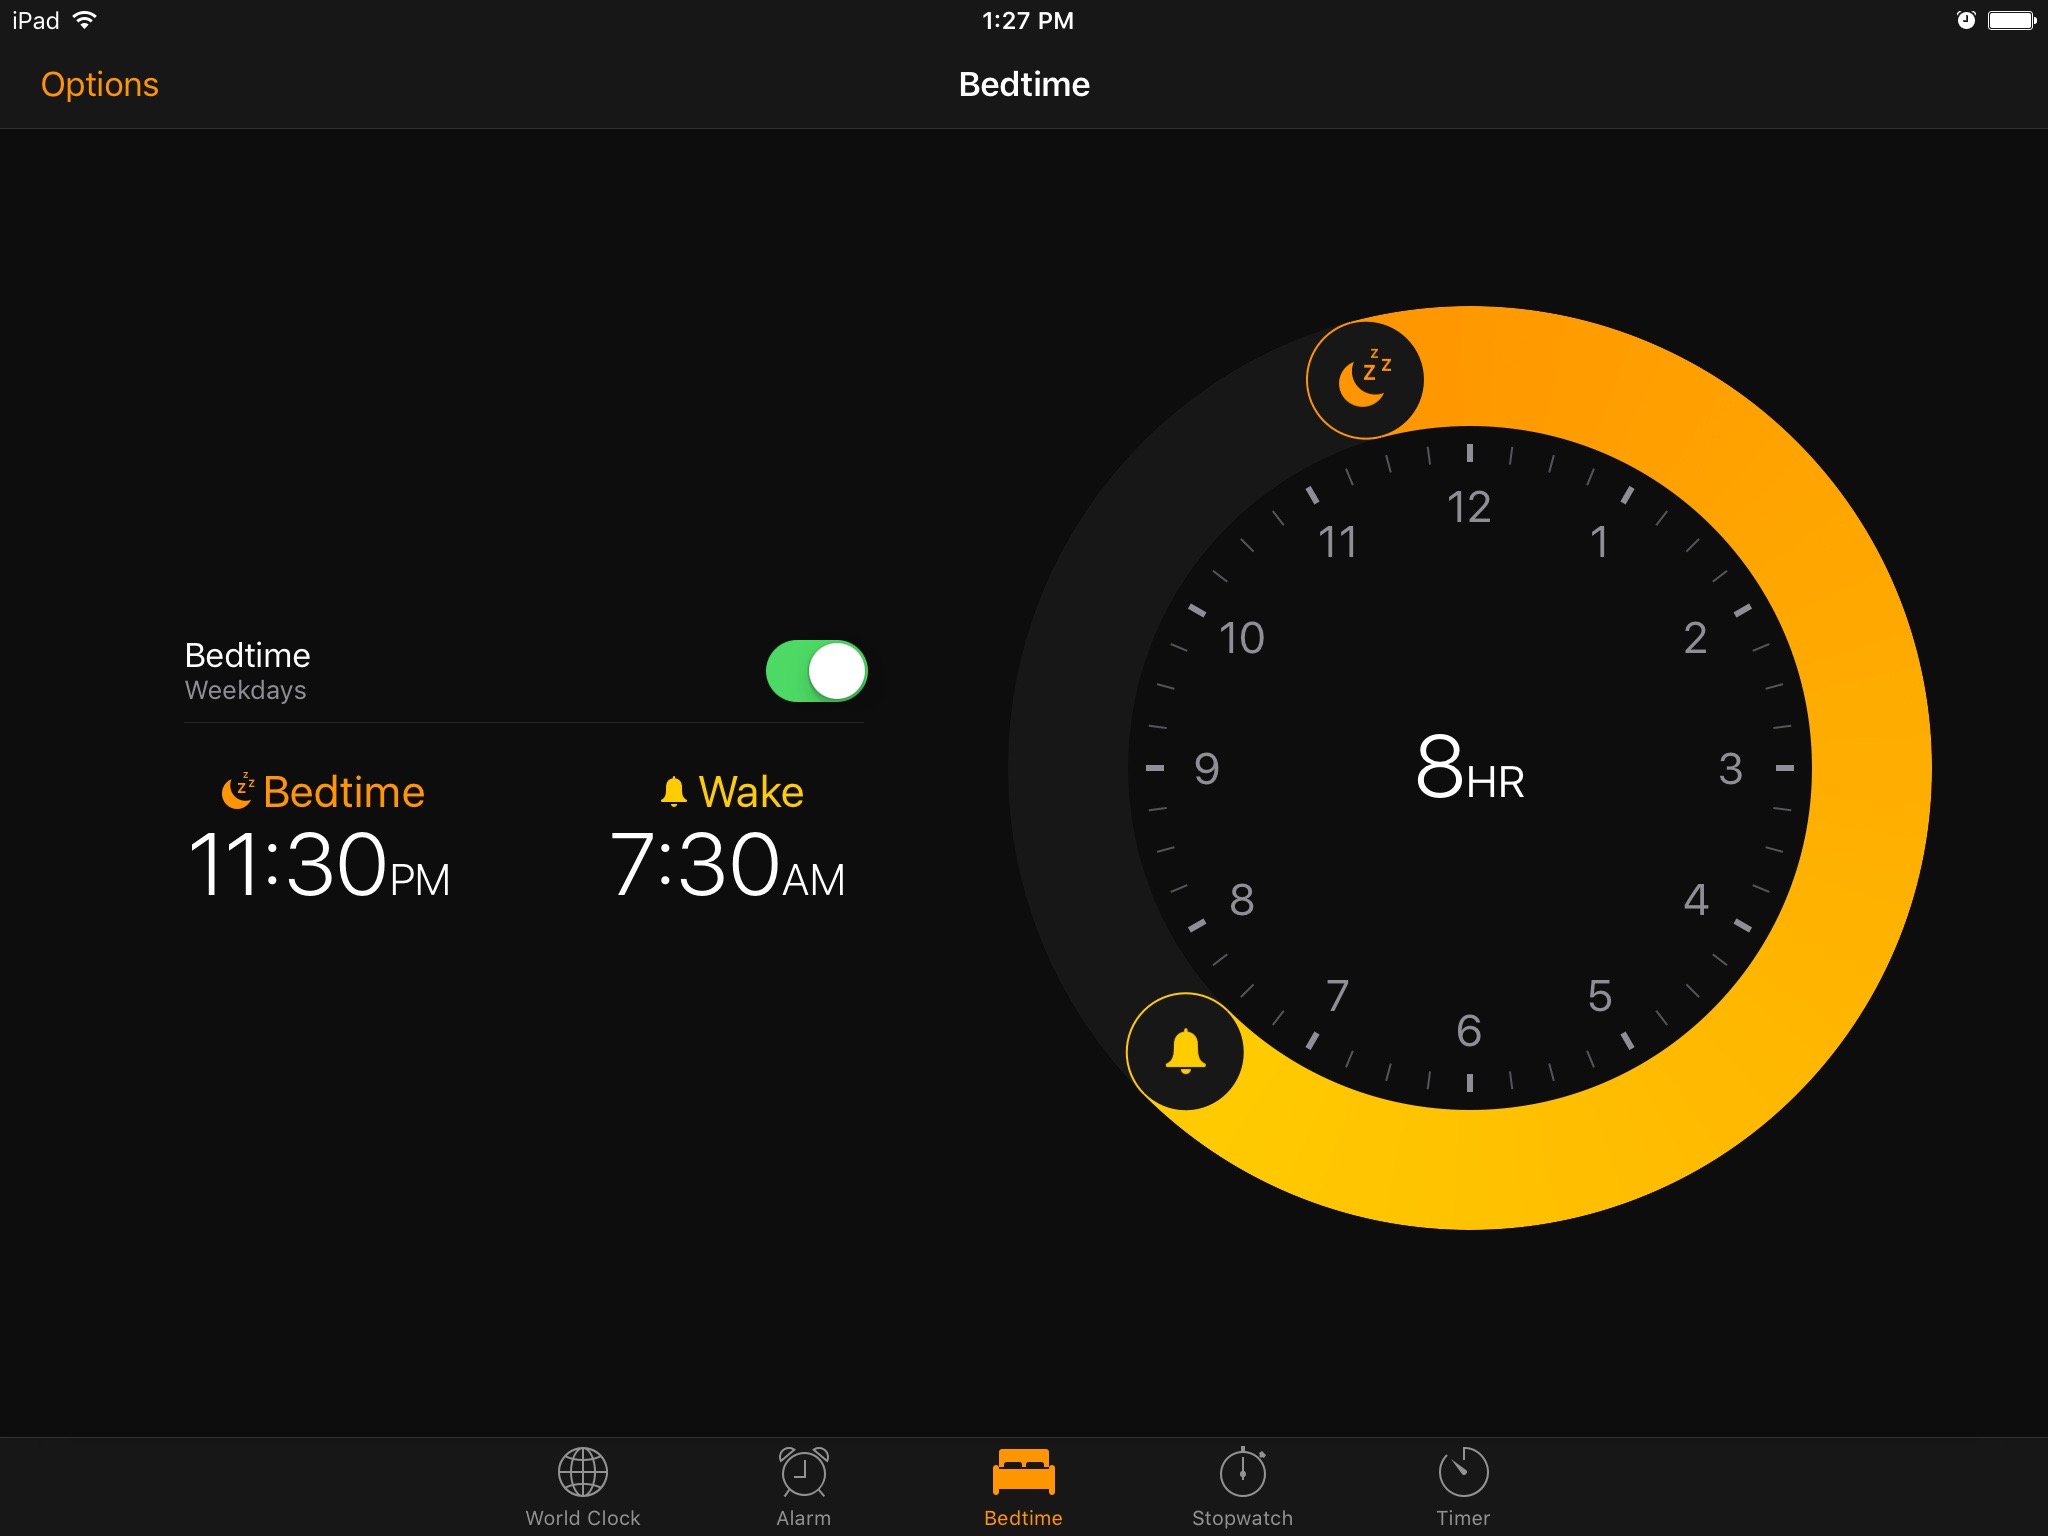 iPad 1:27 PM
Options Bedtime
Bedtime
Weekdays
Bedtime Wake
11:30PM 7:30AM
12
11 1
10 2
9 8HR 3
8 4
7 5
6
World Clock Alarm Bedtime Stopwatch Timer